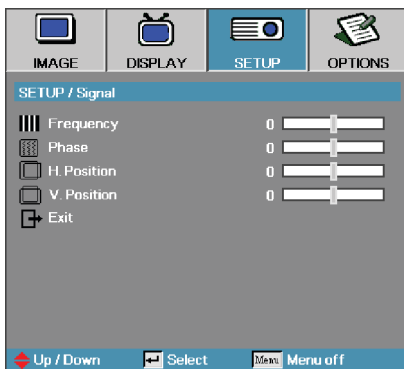 IMAGE DISPLAY SETUP OPTIONS
SETUP / Signal
Frequency 0
Phase 0
H. Position 0
V. Position 0
Exit
Up / Down Select Menu Menu off